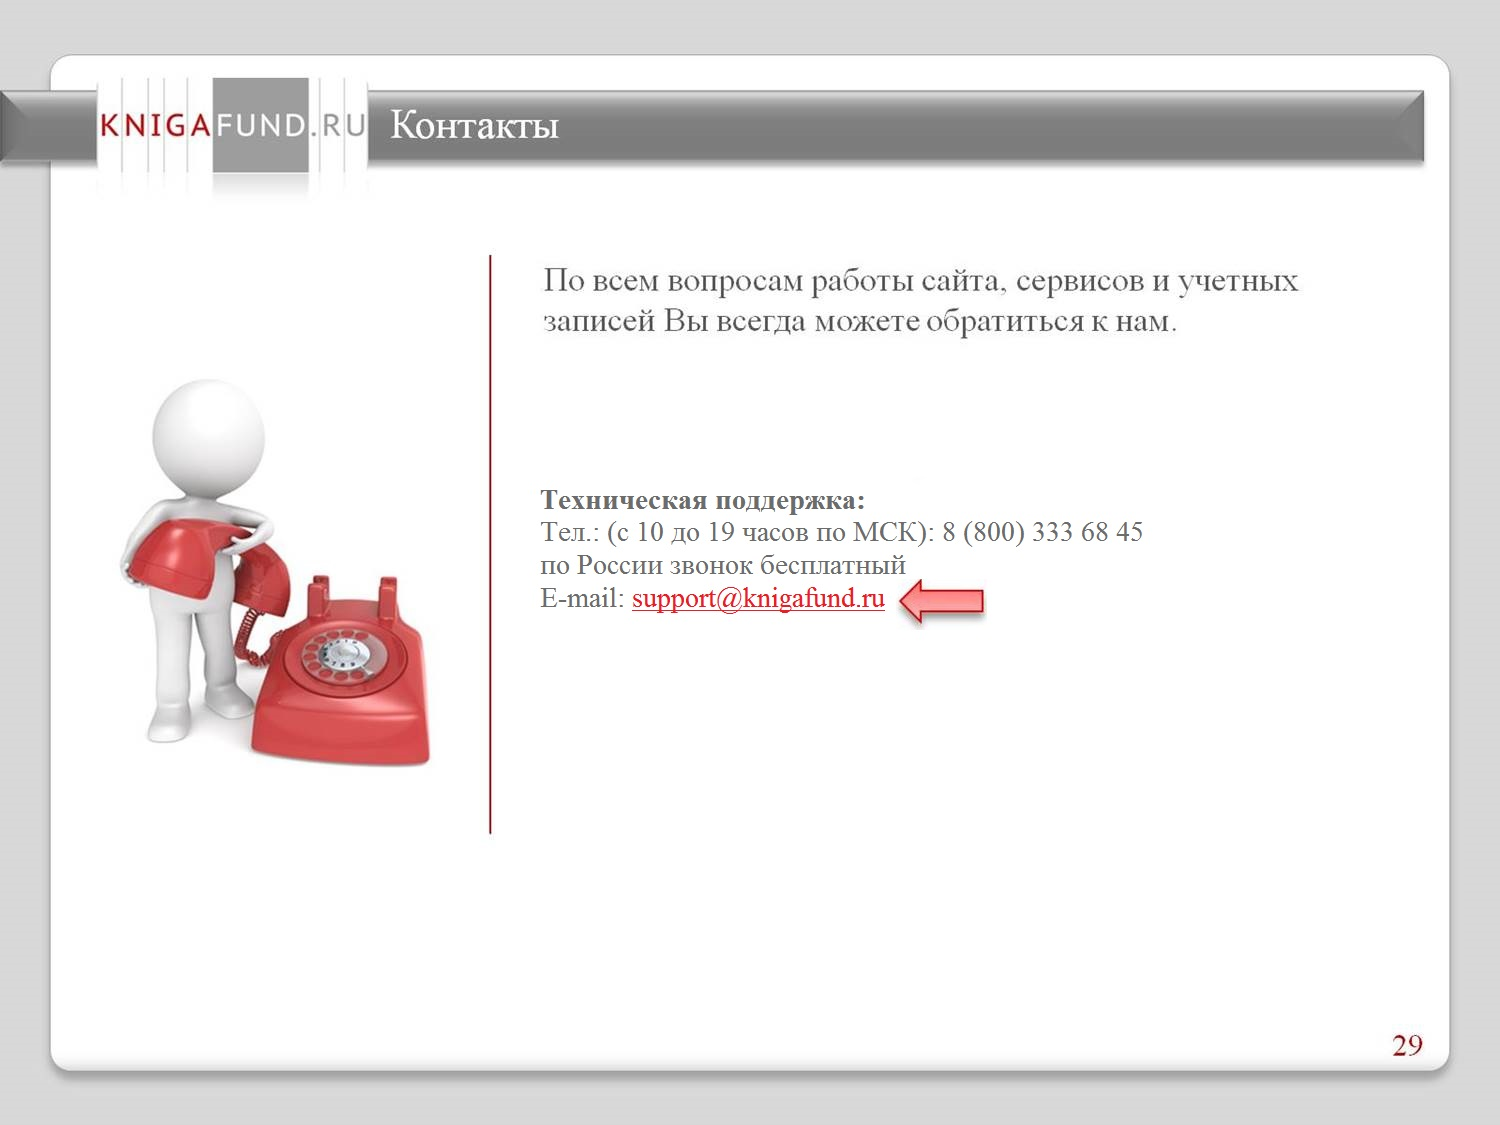 KNIGAFUND.RU
Контакты
По всем вопросам работы сайта, сервисов и учетных
записей Вы всегда можете обратиться к нам.
Техническая поддержка:
Тел.: (с 10 до 19 часов по МСК): 8 (800) 333 68 45
по России звонок бесплатный
E-mail: support@knigafund.ru
29